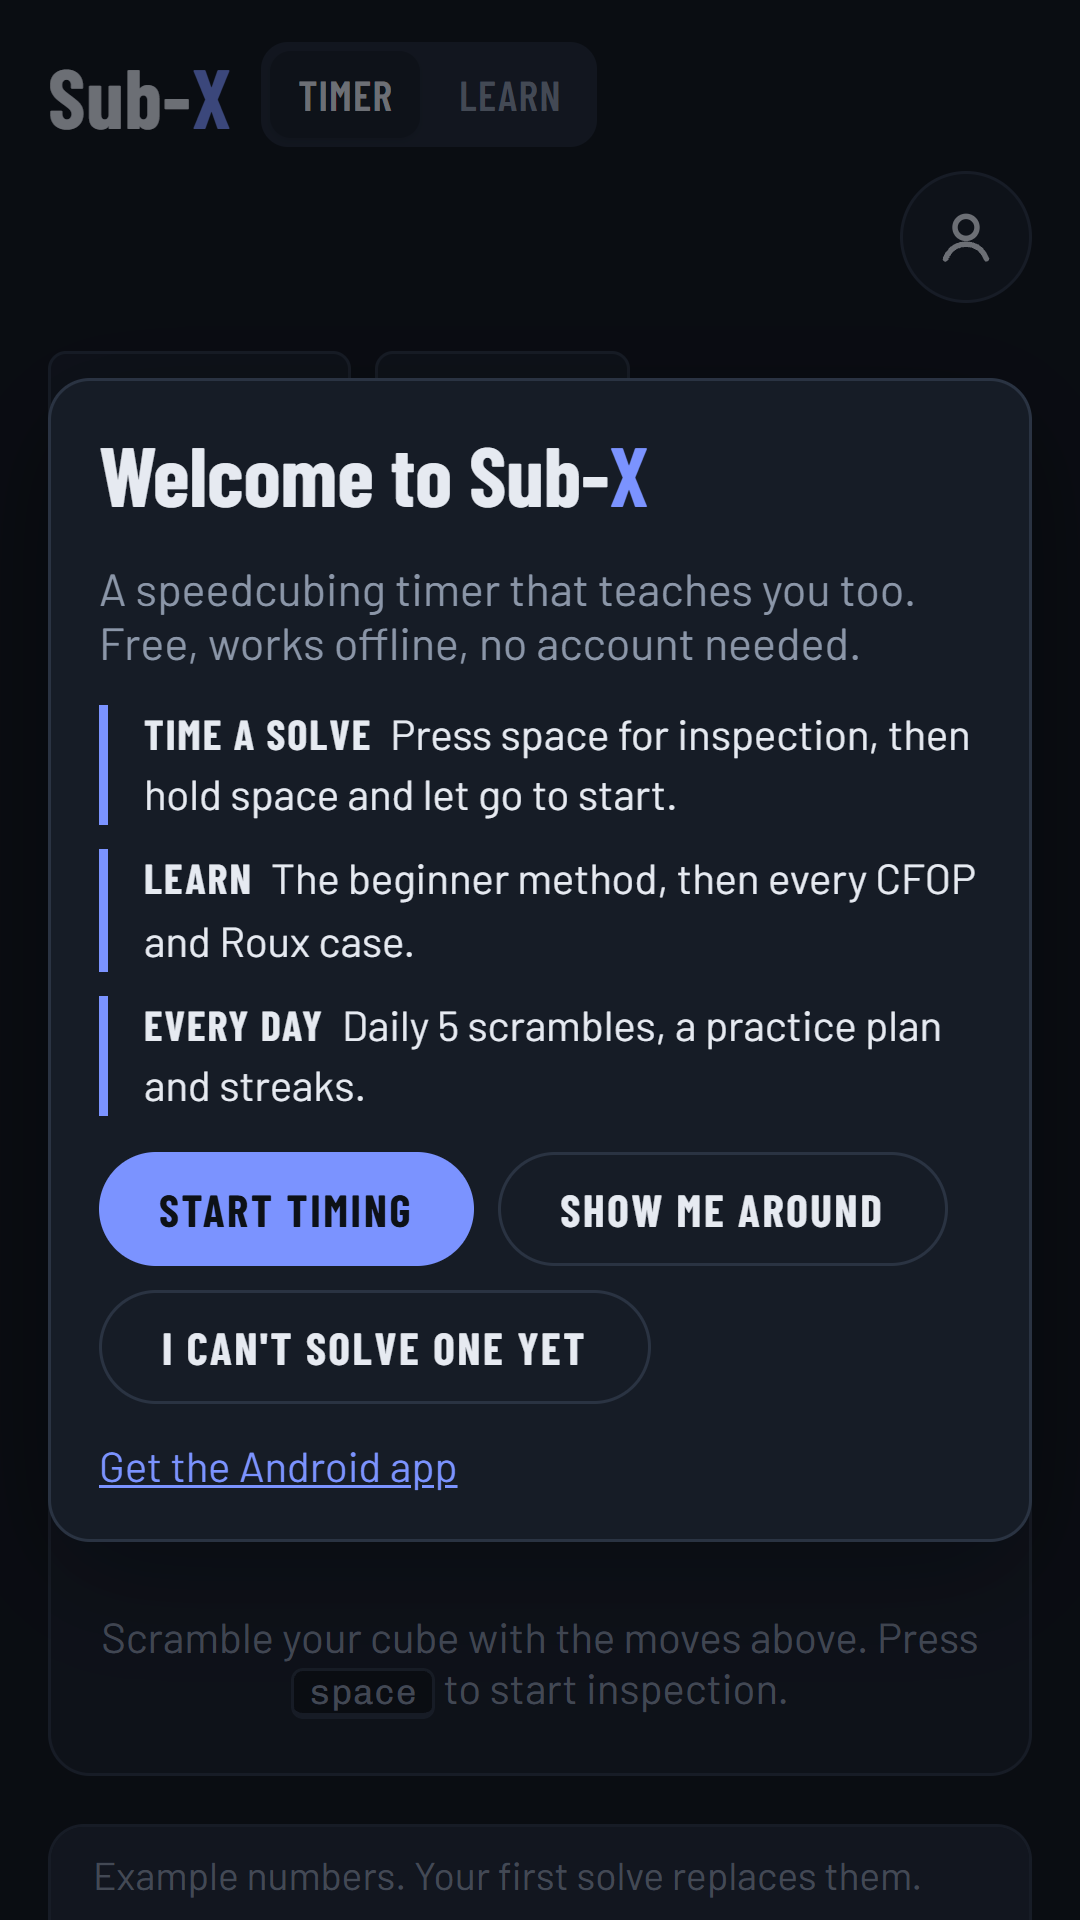 Sub-X
TIMER
LEARN
Welcome to Sub-X
A speedcubing timer that teaches you too.
Free, works offline, no account needed.
TIME A SOLVE Press space for inspection, then
hold space and let go to start.
LEARN The beginner method, then every CFOP
and Roux case.
EVERY DAY Daily 5 scrambles, a practice plan
and streaks.
START TIMING
SHOW ME AROUND
I CAN'T SOLVE ONE YET
Get the Android app
Scramble your cube with the moves above. Press
space to start inspection.
Example numbers. Your first solve replaces them.